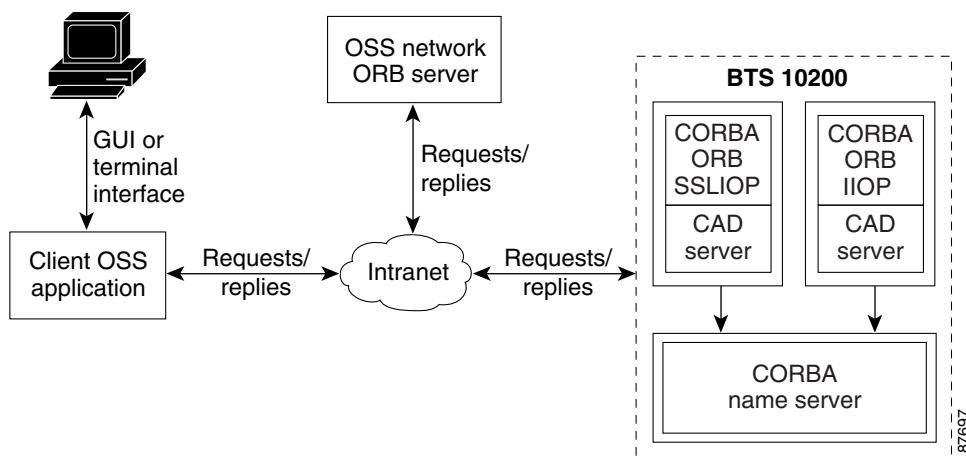 GUI or
terminal
interface
Client OSS
application
Requests/
replies
OSS network
ORB server
Requests/
replies
Intranet
Requests/
replies
BTS 10200
CORBA
ORB
SSLIOP
CAD
server
CORBA
ORB
IIOP
CAD
server
CORBA
name server
87697